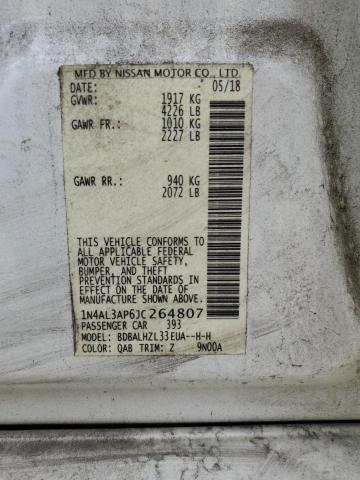 MFD BY NISSAN MOTOR CO., LTD.
DATE: 05/18
GVWR: 1917 KG
4226 LB
GAWR FR.: 1010 KG
2227 LB
GAWR RR.: 940 KG
2072 LB
THIS VEHICLE CONFORMS TO
ALL APPLICABLE FEDERAL
MOTOR VEHICLE SAFETY,
BUMPER, AND THEFT
PREVENTION STANDARDS IN
EFFECT ON THE DATE OF
MANUFACTURE SHOWN ABOVE.
1N4AL3AP6JC264807
PASSENGER CAR 393
MODEL: BDBALHZL33EUA--H-H
COLOR: QAB TRIM: Z 9N00A